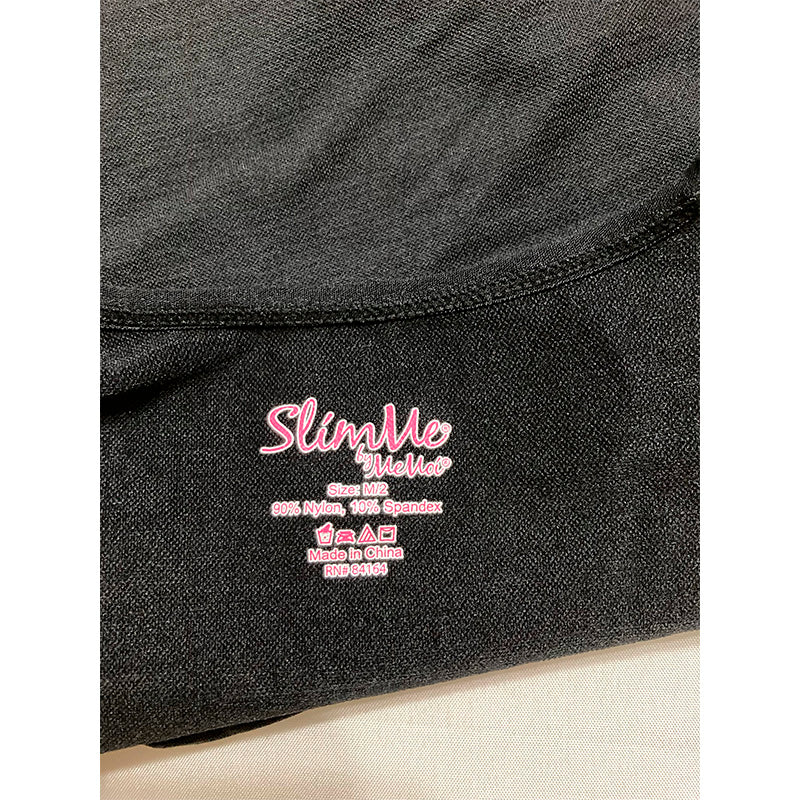 SlimMe®
by MeMoi®
Size: M/2
90% Nylon, 10% Spandex
Made in China
RN# 84164